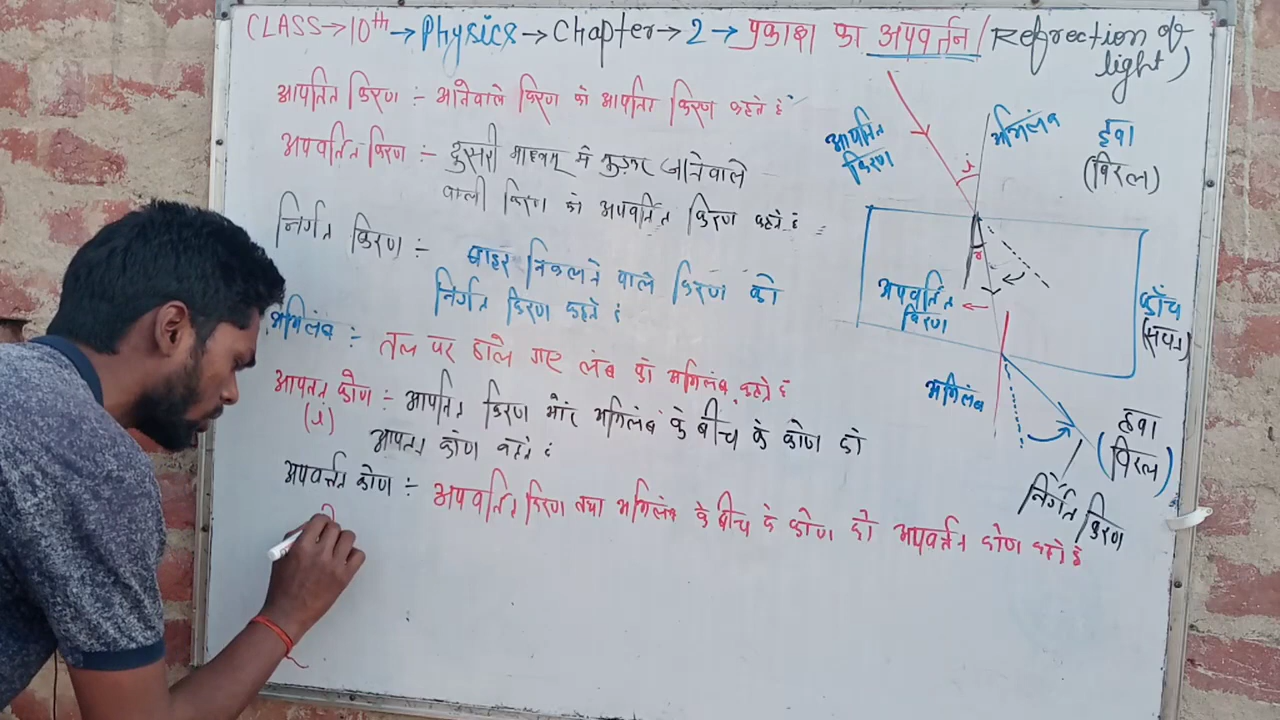 CLASS→10th→Physics→Chapter→2→प्रकाश का अपवर्तन/(Refrection of
light)
आपतित किरण :- आनेवाले किरण को आपतित किरण कहते हैं
अपवर्तित किरण :- दुसरी माध्यम में मुड़कर जानेवाले
वाली किरण को अपवर्तित किरण कहते हैं =
निर्गत किरण :- बाहर निकलने वाले किरण को
निर्गत किरण कहते हैं
अभिलंब :- तल पर डाले गए लंब को अभिलंब कहते हैं
आपतन कोण :- आपतित किरण और अभिलंब के बीच के कोण को
(i)
आपतन कोण कहते हैं
अपवर्तन कोण :- अपवर्तित किरण तथा अभिलंब के बीच के कोण को अपवर्तन कोण कहते हैं
आपतित
किरण
i
अभिलंब
हवा
(विरल)
r
अपवर्तित
किरण
काँच
(सघन)
अभिलंब
हवा
(विरल)
निर्गत किरण